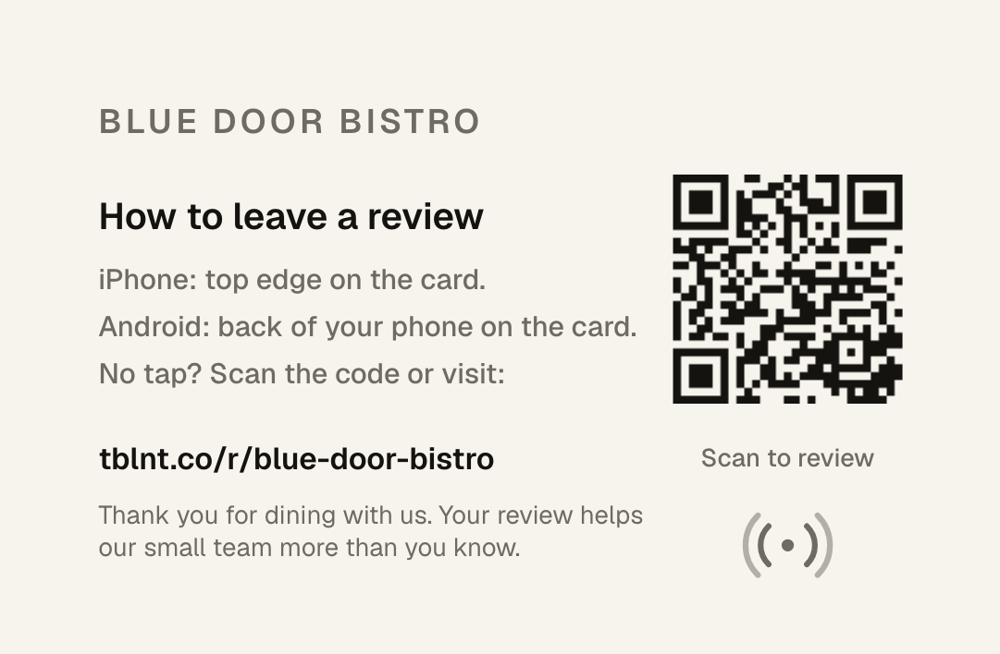 BLUE DOOR BISTRO
How to leave a review
iPhone: top edge on the card.
Android: back of your phone on the card.
No tap? Scan the code or visit:
tblnt.co/r/blue-door-bistro
Thank you for dining with us. Your review helps
our small team more than you know.
Scan to review